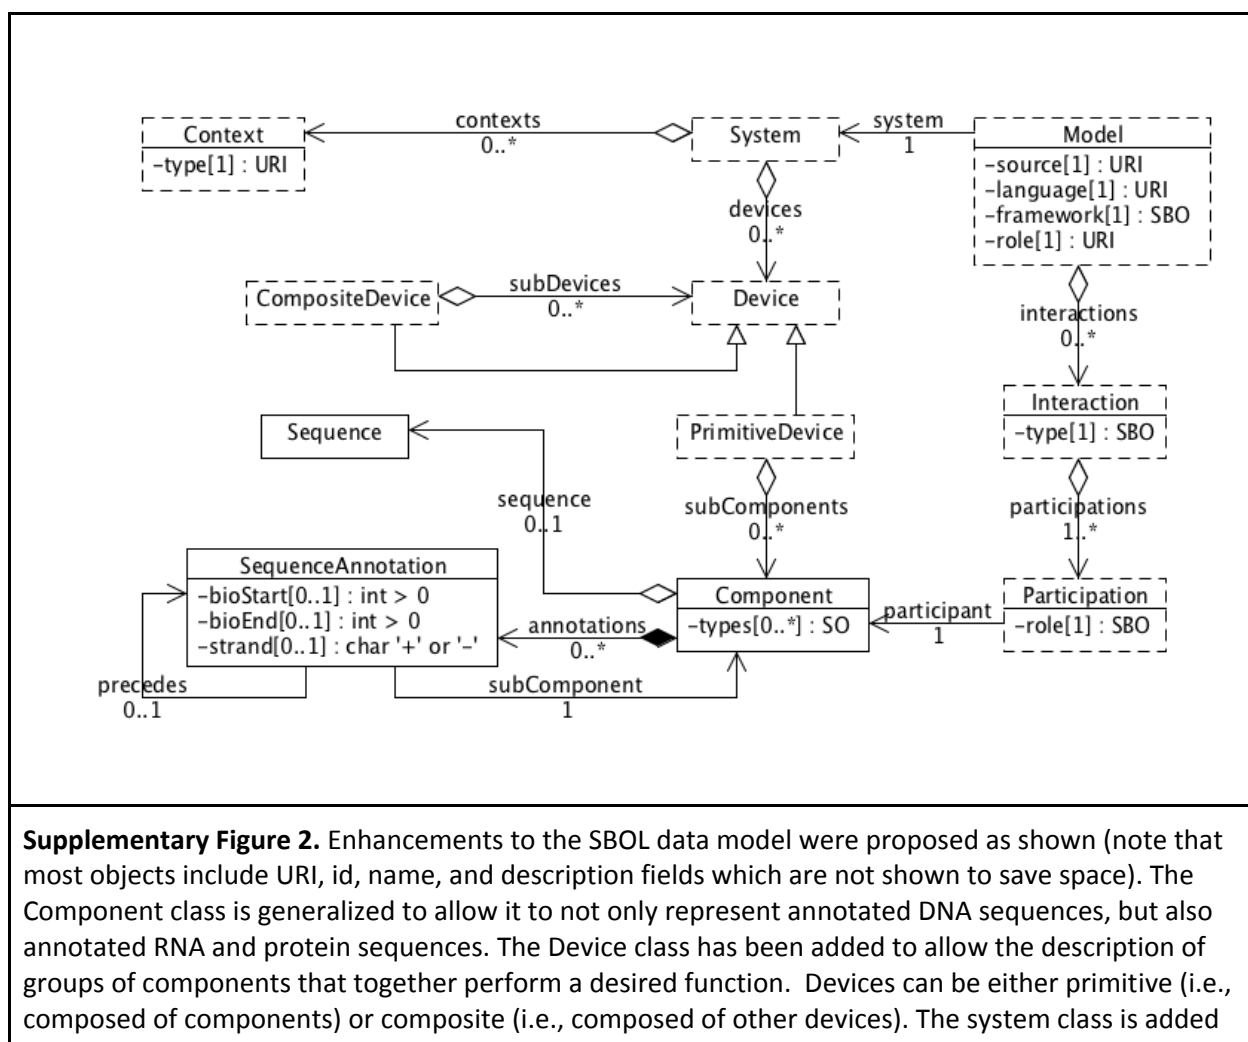 contexts
0..*
system
1
Context
−type[1] : URI
System
Model
−source[1] : URI
−language[1] : URI
−framework[1] : SBO
−role[1] : URI
devices
0..*
CompositeDevice
subDevices
0..*
Device
interactions
0..*
Sequence
PrimitiveDevice
Interaction
−type[1] : SBO
sequence
0..1
subComponents
0..*
participations
1..*
SequenceAnnotation
−bioStart[0..1] : int > 0
−bioEnd[0..1] : int > 0
−strand[0..1] : char '+' or '−'
annotations
0..*
Component
−types[0..*] : SO
participant
1
Participation
−role[1] : SBO
precedes
0..1
subComponent
1
Supplementary Figure 2. Enhancements to the SBOL data model were proposed as shown (note that
most objects include URI, id, name, and description fields which are not shown to save space). The
Component class is generalized to allow it to not only represent annotated DNA sequences, but also
annotated RNA and protein sequences. The Device class has been added to allow the description of
groups of components that together perform a desired function.  Devices can be either primitive (i.e.,
composed of components) or composite (i.e., composed of other devices). The system class is added